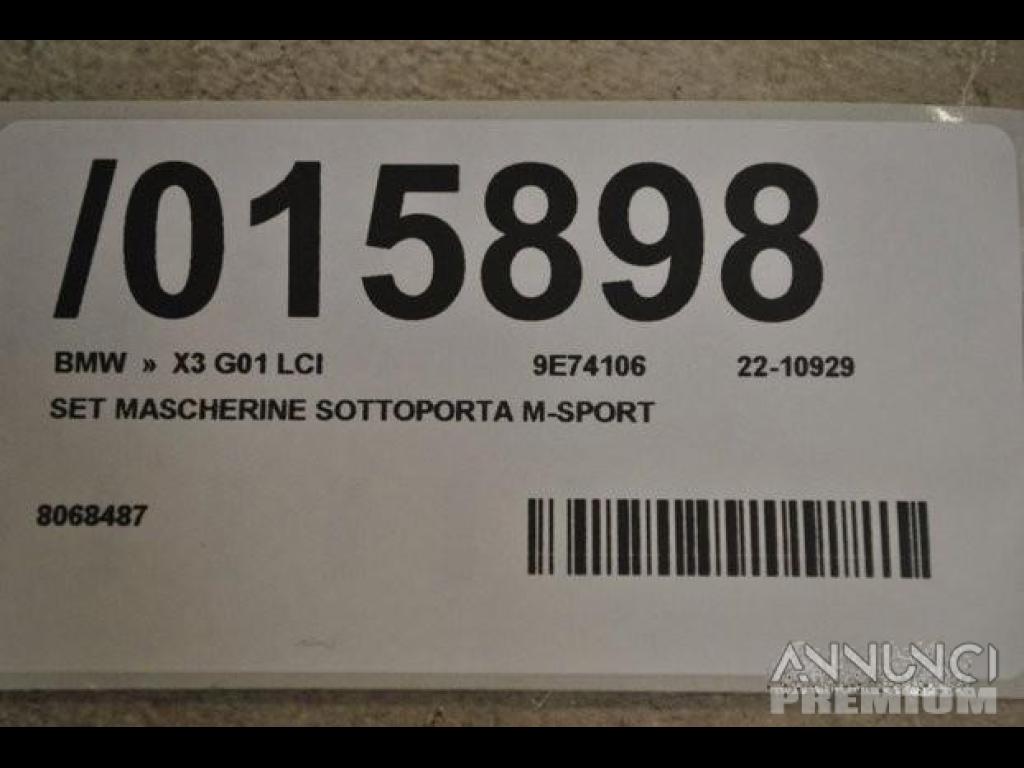 /015898
BMW » X3 G01 LCI 9E74106 22-10929
SET MASCHERINE SOTTOPORTA M-SPORT
8068487
ANNUNCI
PREMIUM